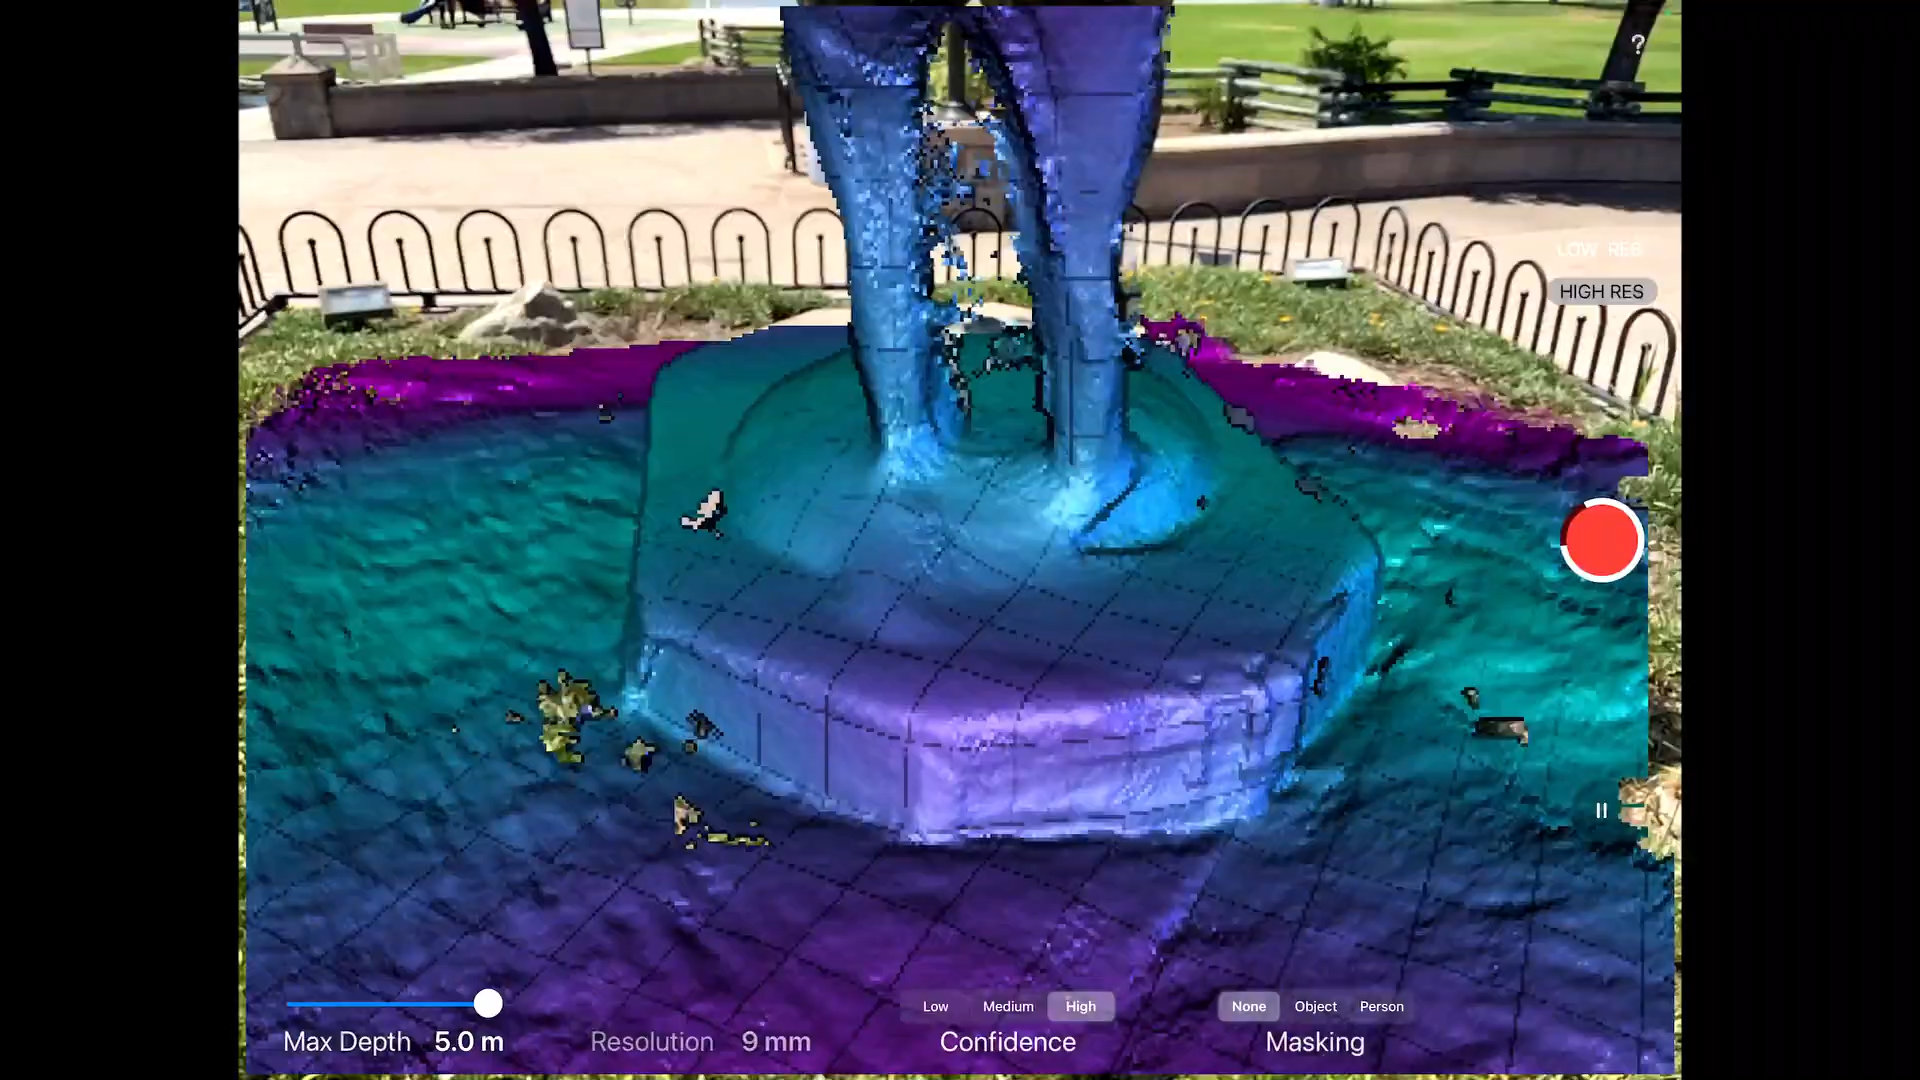 ?
LOW RES
HIGH RES
Low Medium High
None Object Person
Max Depth 5.0 m
Resolution 9 mm
Confidence
Masking